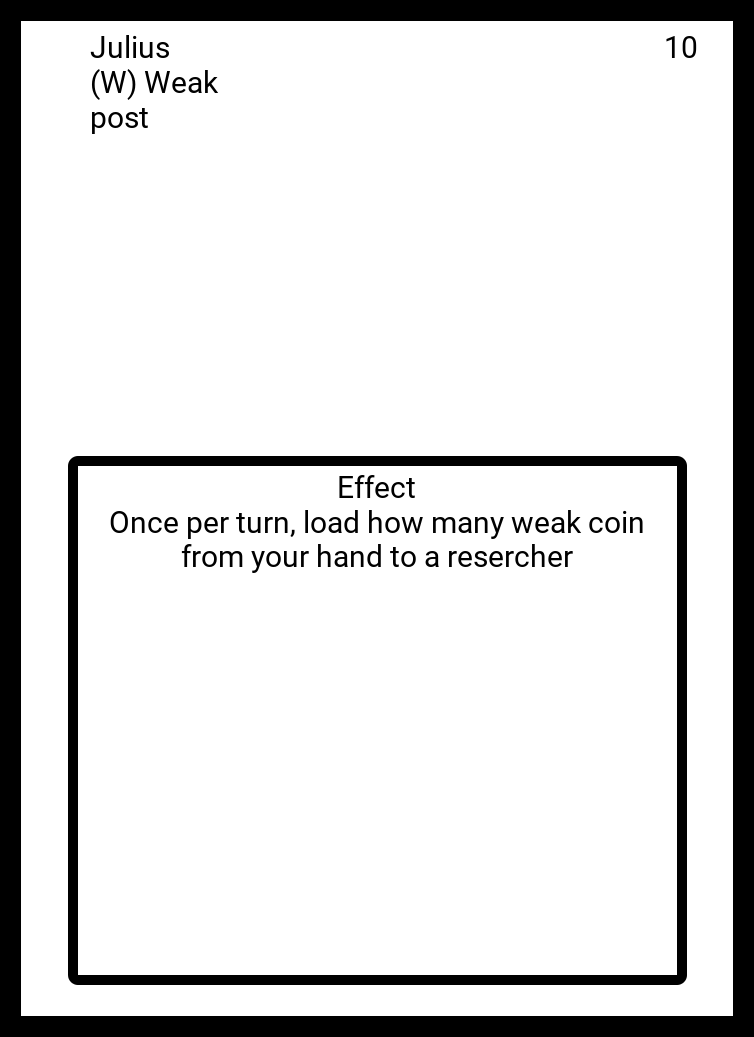 Julius
10
(W) Weak
post
Effect
Once per turn, load how many weak coin
from your hand to a resercher